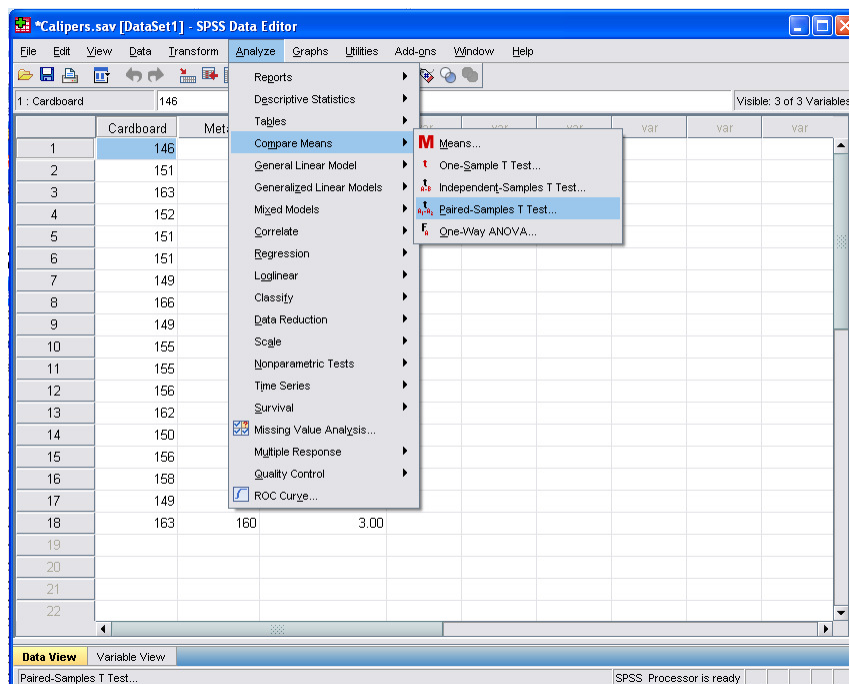 *Calipers.sav [DataSet1] - SPSS Data Editor
File Edit View Data Transform Analyze Graphs Utilities Add-ons Window Help
1 : Cardboard 146 Visible: 3 of 3 Variables
Cardboard Meta var var var var
1 146
2 151
3 163
4 152
5 151
6 151
7 149
8 166
9 149
10 155
11 155
12 156
13 162
14 150
15 156
16 158
17 149
18 163 160 3.00
19
20
21
22
Reports
Descriptive Statistics
Tables
Compare Means
General Linear Model
Generalized Linear Models
Mixed Models
Correlate
Regression
Loglinear
Classify
Data Reduction
Scale
Nonparametric Tests
Time Series
Survival
Missing Value Analysis...
Multiple Response
Quality Control
ROC Curve...
M Means...
t One-Sample T Test...
Independent-Samples T Test...
Paired-Samples T Test...
One-Way ANOVA...
Data View Variable View
Paired-Samples T Test... SPSS Processor is ready